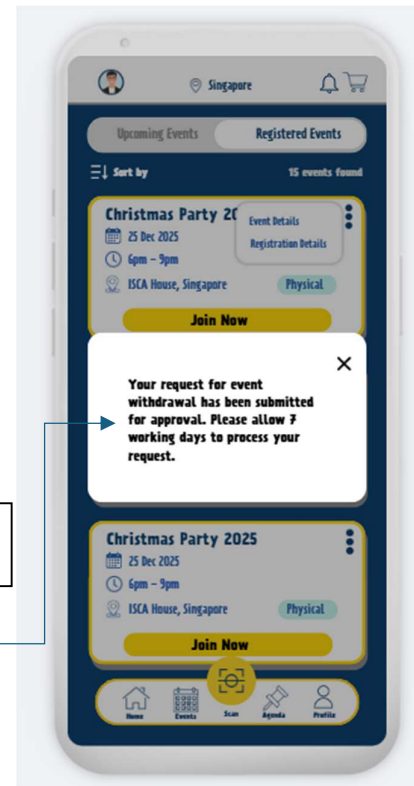 Singapore
Upcoming Events
Registered Events
Sort by
15 events found
Christmas Party 20
Event Details
25 Dec 2025
Registration Details
6pm – 9pm
ISCA House, Singapore
Physical
Join Now
Your request for event
withdrawal has been submitted
for approval. Please allow 7
working days to process your
request.
Christmas Party 2025
25 Dec 2025
6pm – 9pm
ISCA House, Singapore
Physical
Join Now
Home
Events
Scan
Agenda
Profile